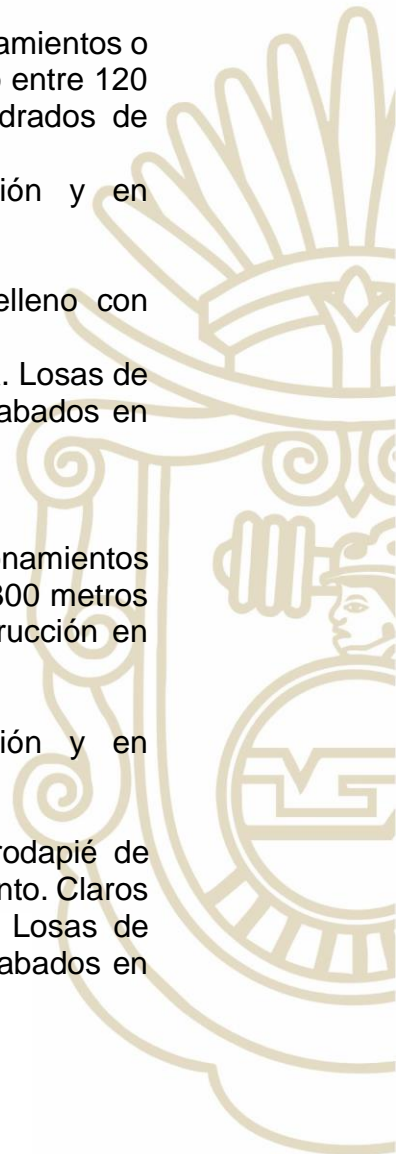 amientos o
entre 120
drados de
ión y en
elleno con
. Losas de
abados en
onamientos
300 metros
rucción en
ión y en
rodapié de
nto. Claros
Losas de
abados en